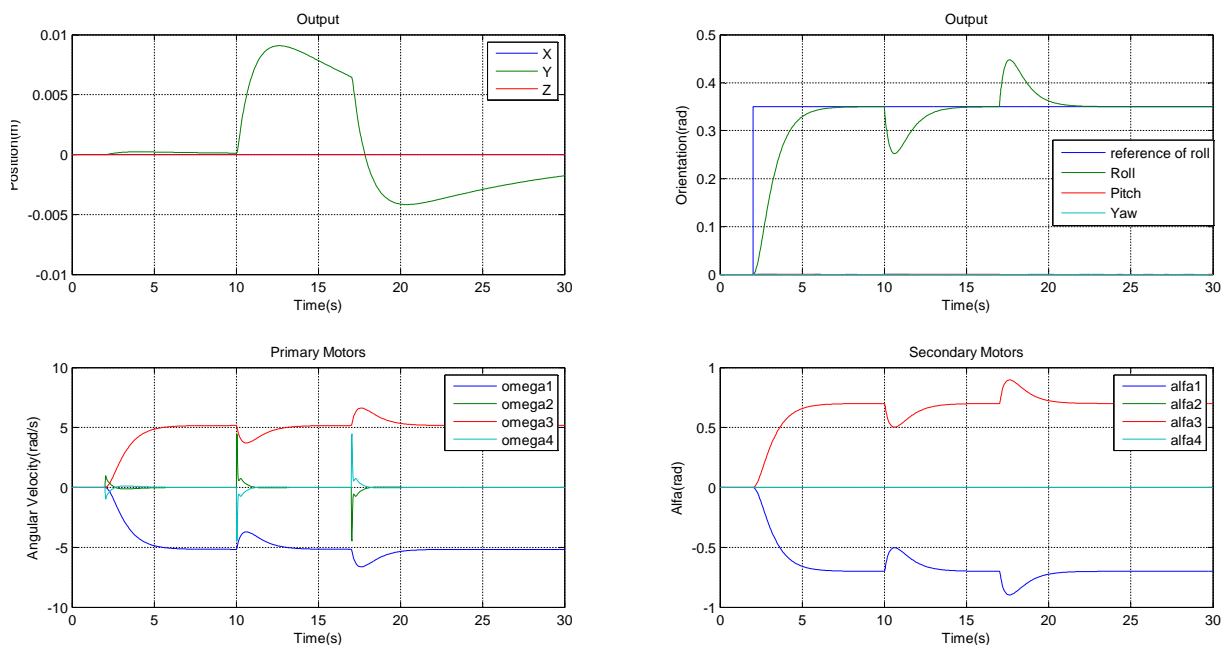 Output
0.01
0.005
0
-0.005
-0.01
Position(m)
X
Y
Z
0 5 10 15 20 25 30
Time(s)
Output
0.5
0.4
0.3
0.2
0.1
0
Orientation(rad)
reference of roll
Roll
Pitch
Yaw
0 5 10 15 20 25 30
Time(s)
Primary Motors
10
5
0
-5
-10
Angular Velocity(rad/s)
omega1
omega2
omega3
omega4
0 5 10 15 20 25 30
Time(s)
Secondary Motors
1
0.5
0
-0.5
-1
Alfa(rad)
alfa1
alfa2
alfa3
alfa4
0 5 10 15 20 25 30
Time(s)